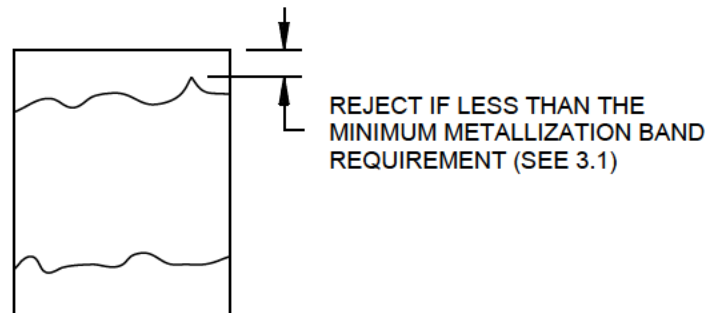 REJECT IF LESS THAN THE
MINIMUM METALLIZATION BAND
REQUIREMENT (SEE 3.1)